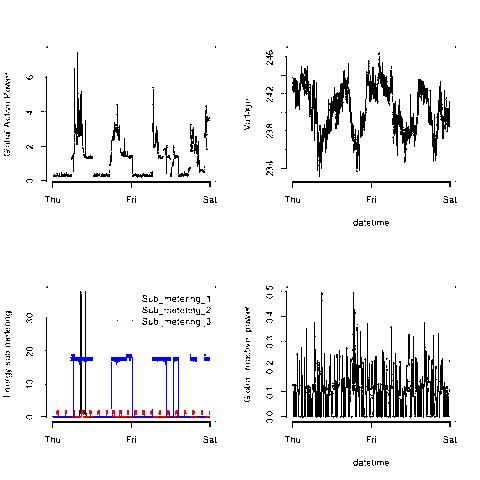 Global Active Power
0 2 4 6
Thu Fri Sat
Voltage
234 238 242 246
Thu Fri Sat
datetime
Energy sub metering
0 10 20 30
Sub_metering_1
Sub_metering_2
Sub_metering_3
Thu Fri Sat
Global_reactive_power
0.0 0.1 0.2 0.3 0.4 0.5
Thu Fri Sat
datetime